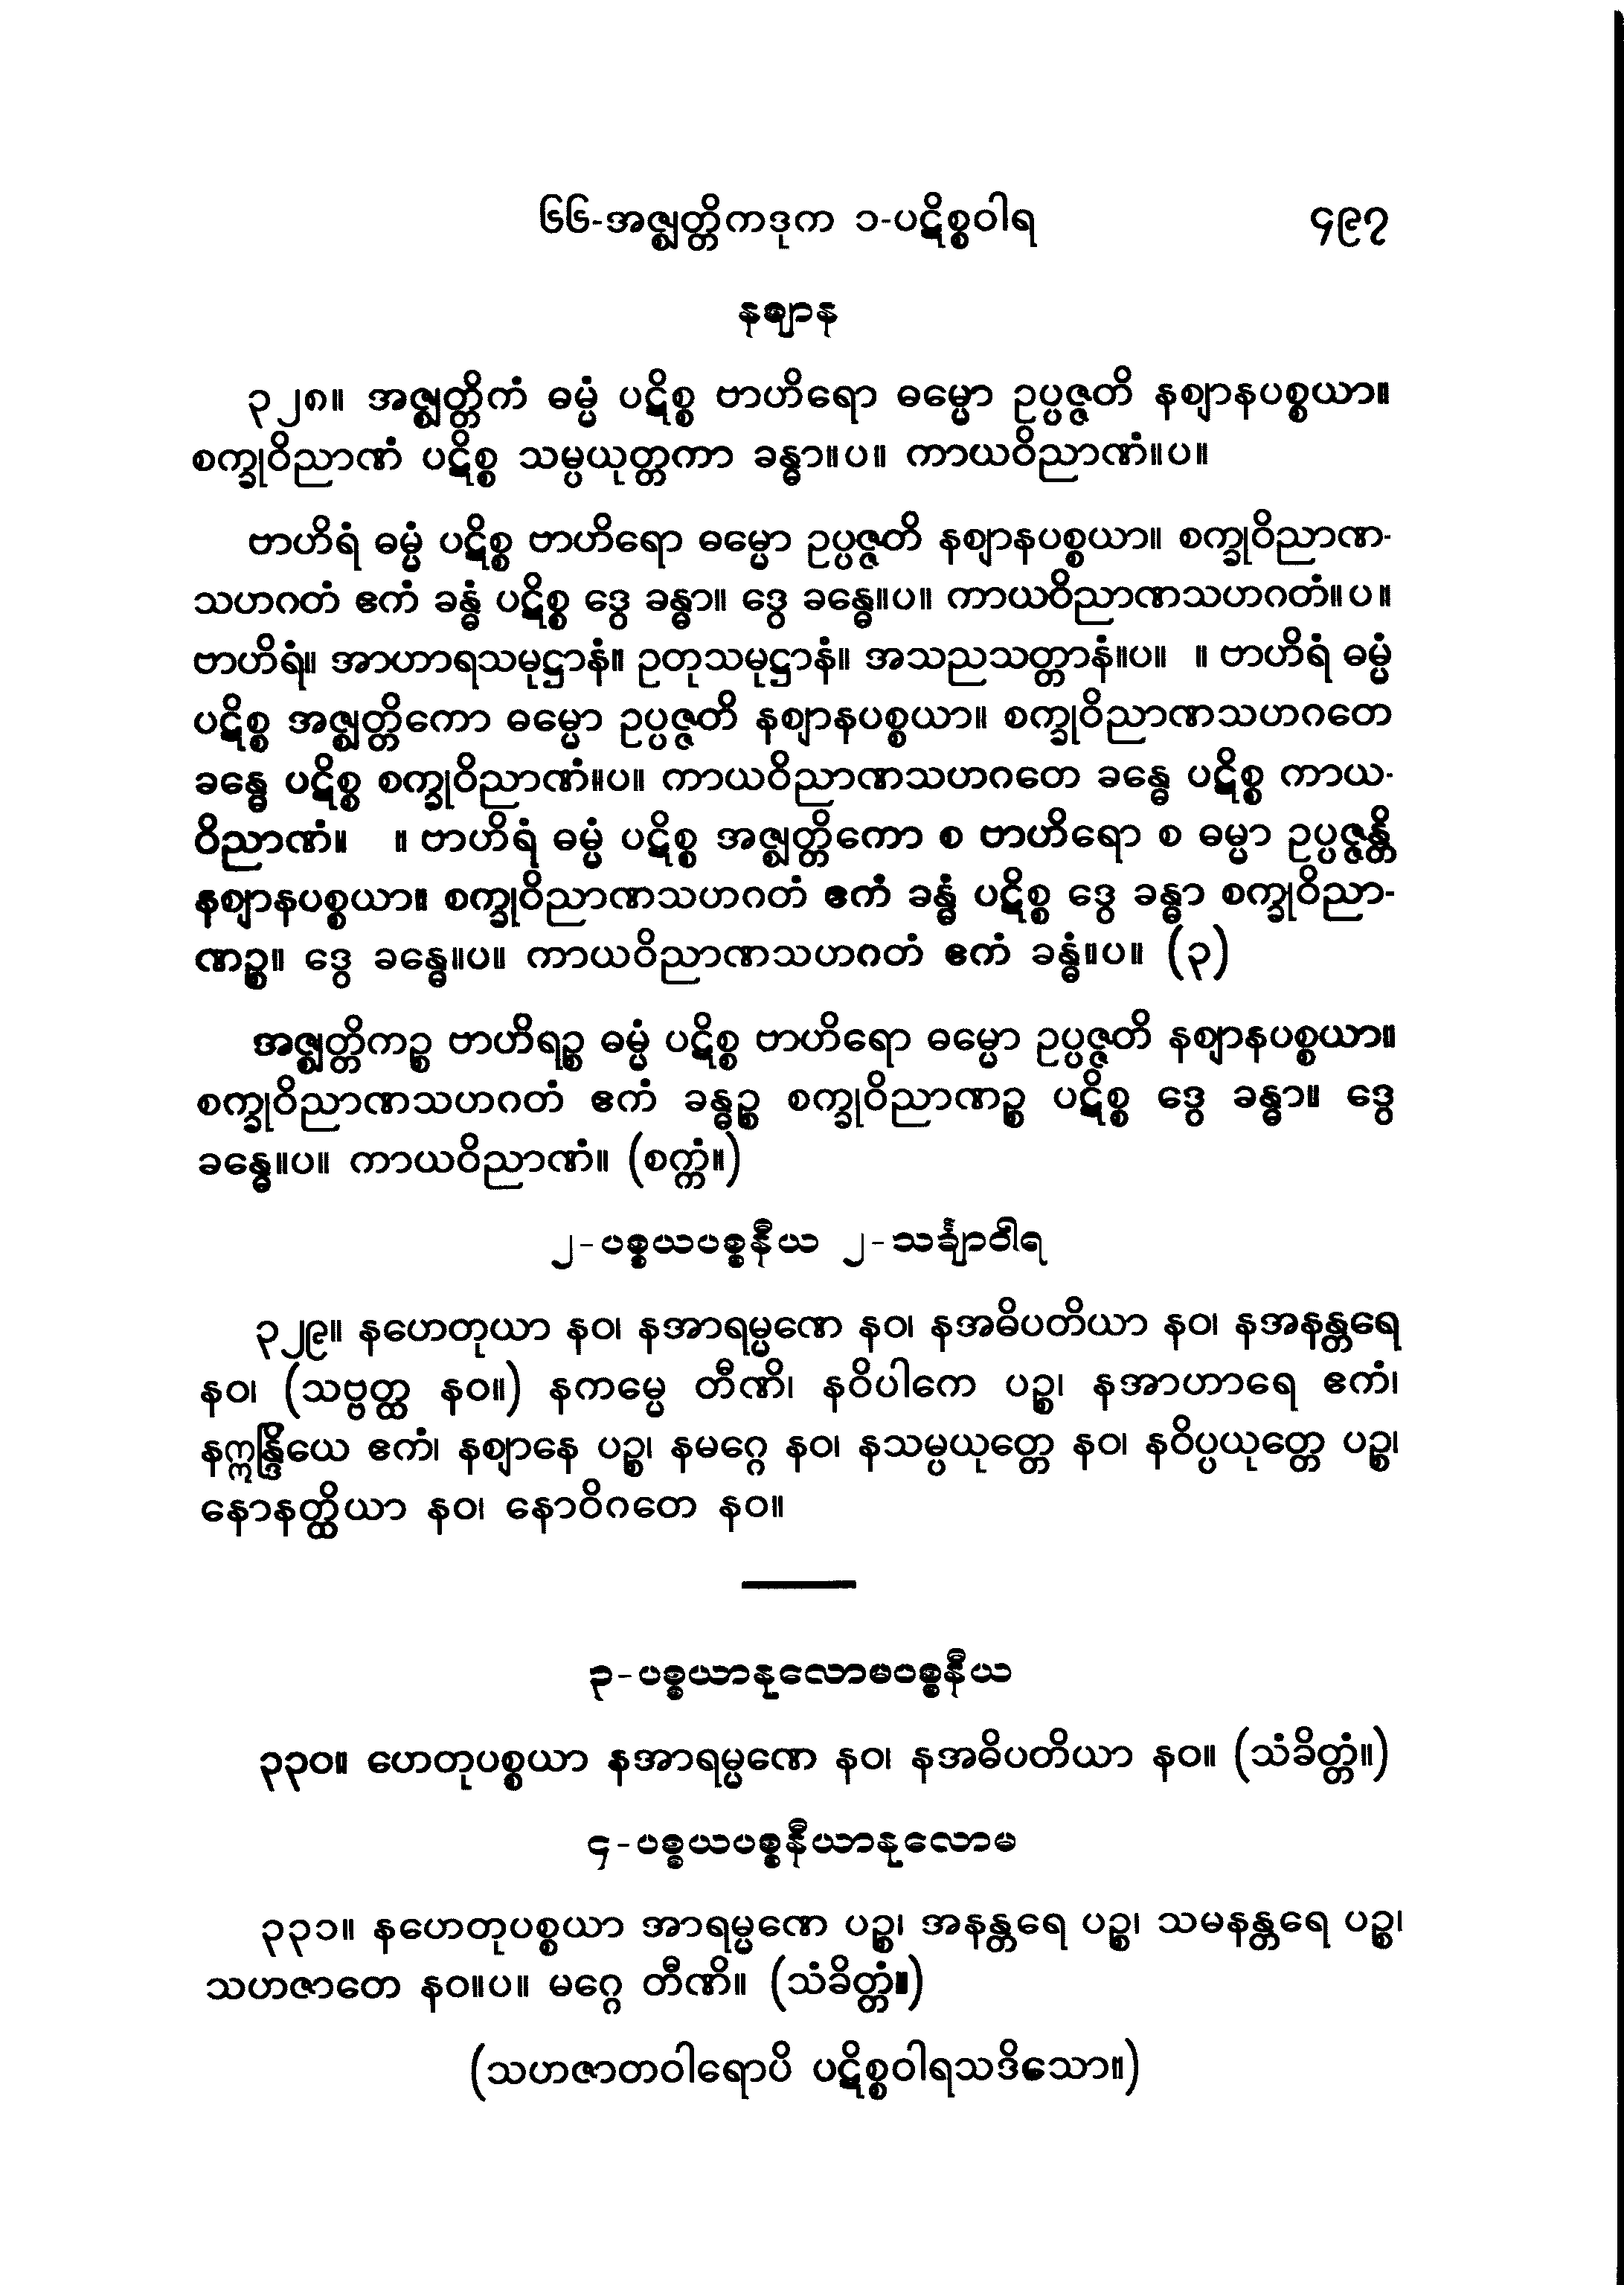 ၆၆-အဇ္ဈတ္တိကဒုက ၁-ပဋိစ္စဝါရ ၄၉၇
နဈာန
၃၂၈။ အဇ္ဈတ္တိကံ ဓမ္မံ ပဋိစ္စ ဗာဟိရော ဓမ္မော ဥပ္ပဇ္ဇတိ နဈာနပစ္စယာ။
စက္ခုဝိညာဏံ ပဋိစ္စ သမ္ပယုတ္တကာ ခန္ဓာ။ပ။ ကာယဝိညာဏံ။ပ။
ဗာဟိရံ ဓမ္မံ ပဋိစ္စ ဗာဟိရော ဓမ္မော ဥပ္ပဇ္ဇတိ နဈာနပစ္စယာ။ စက္ခုဝိညာဏ-
သဟဂတံ ဧကံ ခန္ဓံ ပဋိစ္စ ဒွေ ခန္ဓာ။ ဒွေ ခန္ဓေ။ပ။ ကာယဝိညာဏသဟဂတံ။ပ။
ဗာဟိရံ။ အာဟာရသမုဋ္ဌာနံ။ ဥတုသမုဋ္ဌာနံ။ အသညသတ္တာနံ။ပ။ ။ ဗာဟိရံ ဓမ္မံ
ပဋိစ္စ အဇ္ဈတ္တိကော ဓမ္မော ဥပ္ပဇ္ဇတိ နဈာနပစ္စယာ။ စက္ခုဝိညာဏသဟဂတေ
ခန္ဓေ ပဋိစ္စ စက္ခုဝိညာဏံ။ပ။ ကာယဝိညာဏသဟဂတေ ခန္ဓေ ပဋိစ္စ ကာယ-
ဝိညာဏံ။ ။ ဗာဟိရံ ဓမ္မံ ပဋိစ္စ အဇ္ဈတ္တိကော စ ဗာဟိရော စ ဓမ္မာ ဥပ္ပဇ္ဇန္တိ
နဈာနပစ္စယာ။ စက္ခုဝိညာဏသဟဂတံ ဧကံ ခန္ဓံ ပဋိစ္စ ဒွေ ခန္ဓာ စက္ခုဝိညာ-
ဏဉ္စ။ ဒွေ ခန္ဓေ။ပ။ ကာယဝိညာဏသဟဂတံ ဧကံ ခန္ဓံ။ပ။ (၃)
အဇ္ဈတ္တိကဉ္စ ဗာဟိရဉ္စ ဓမ္မံ ပဋိစ္စ ဗာဟိရော ဓမ္မော ဥပ္ပဇ္ဇတိ နဈာနပစ္စယာ။
စက္ခုဝိညာဏသဟဂတံ ဧကံ ခန္ဓဉ္စ စက္ခုဝိညာဏဉ္စ ပဋိစ္စ ဒွေ ခန္ဓာ။ ဒွေ
ခန္ဓေ။ပ။ ကာယဝိညာဏံ။ (စက္ကံ။)
၂-ပစ္စယပစ္စနီယ ၂-သင်္ချာဝါရ
၃၂၉။ နဟေတုယာ နဝ၊ နအာရမ္မဏေ နဝ၊ နအဓိပတိယာ နဝ၊ နအနန္တရေ
နဝ၊ (သဗ္ဗတ္ထ နဝ။) နကမ္မေ တီဏိ၊ နဝိပါကေ ပဉ္စ၊ နအာဟာရေ ဧကံ၊
နဣန္ဒြိယေ ဧကံ၊ နဈာနေ ပဉ္စ၊ နမဂ္ဂေ နဝ၊ နသမ္ပယုတ္တေ နဝ၊ နဝိပ္ပယုတ္တေ ပဉ္စ၊
နောနတ္ထိယာ နဝ၊ နောဝိဂတေ နဝ။
၃-ပစ္စယာနုလောမပစ္စနီယ
၃၃၀။ ဟေတုပစ္စယာ နအာရမ္မဏေ နဝ၊ နအဓိပတိယာ နဝ။ (သံခိတ္တံ။)
၄-ပစ္စယပစ္စနီယာနုလောမ
၃၃၁။ နဟေတုပစ္စယာ အာရမ္မဏေ ပဉ္စ၊ အနန္တရေ ပဉ္စ၊ သမနန္တရေ ပဉ္စ၊
သဟဇာတေ နဝ။ပ။ မဂ္ဂေ တီဏိ။ (သံခိတ္တံ။)
(သဟဇာတဝါရောပိ ပဋိစ္စဝါရသဒိသော။)